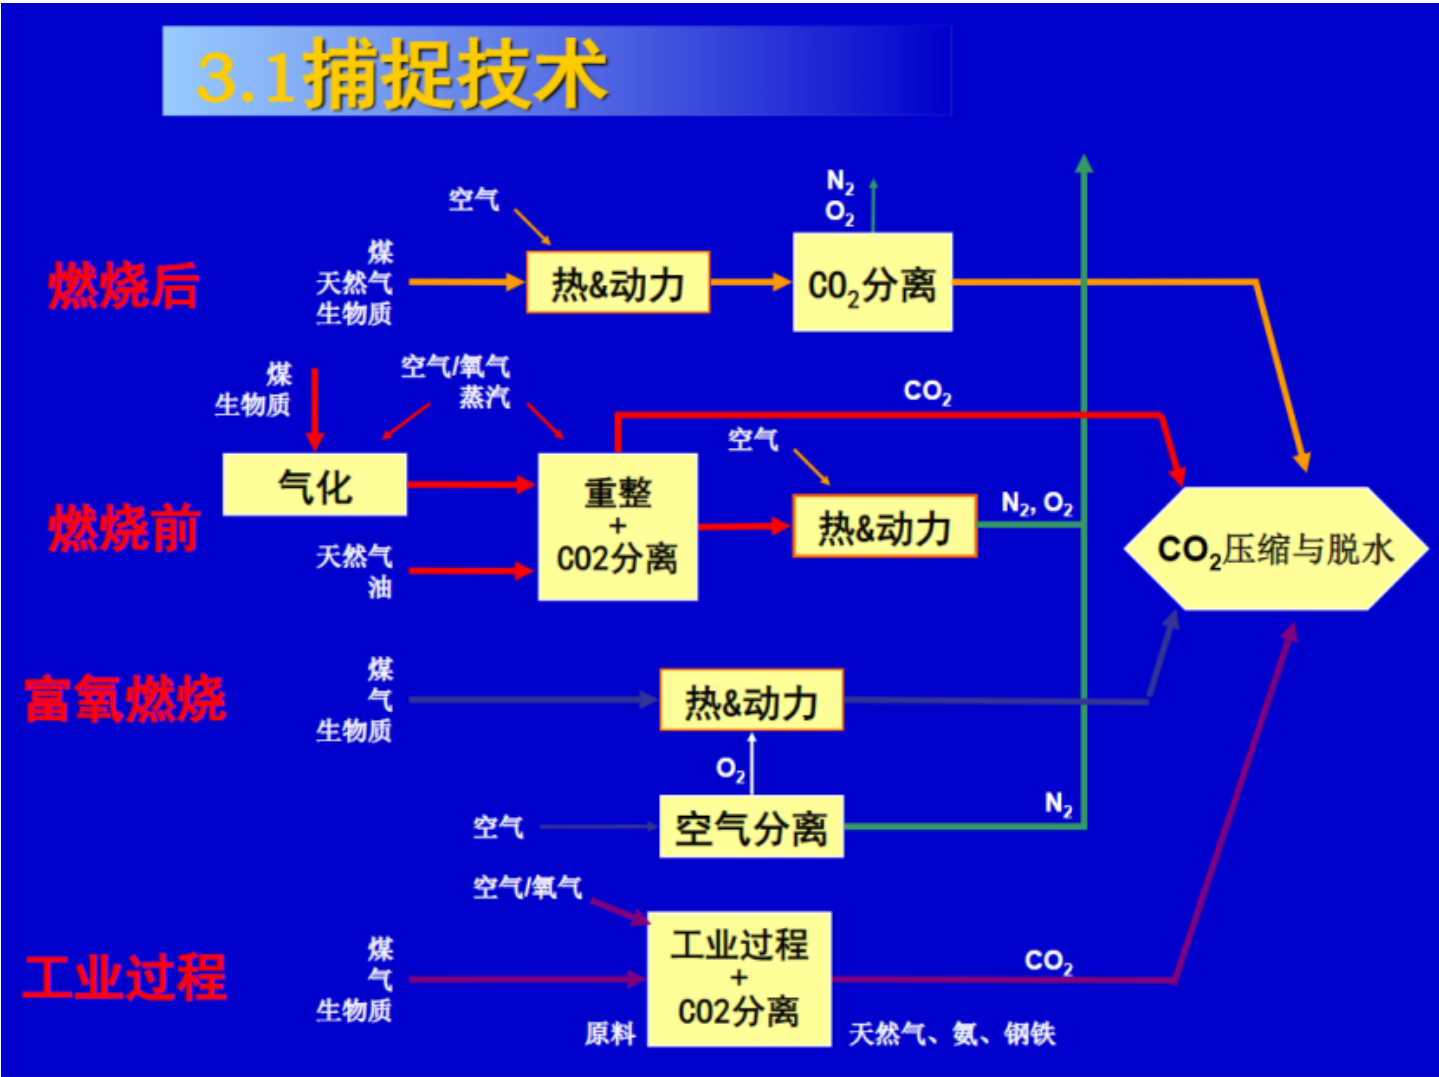 3.1捕捉技术
空气
N₂
O₂
煤
天然气
生物质
燃烧后
热&动力
CO₂分离
煤
生物质
空气/氧气
蒸汽
CO₂
空气
气化
重整
+
CO2分离
热&动力
N₂, O₂
CO₂压缩与脱水
燃烧前
天然气
油
煤
气
生物质
富氧燃烧
热&动力
O₂
空气
空气分离
N₂
空气/氧气
煤
气
生物质
工业过程
工业过程
+
CO2分离
CO₂
原料
天然气、氨、钢铁